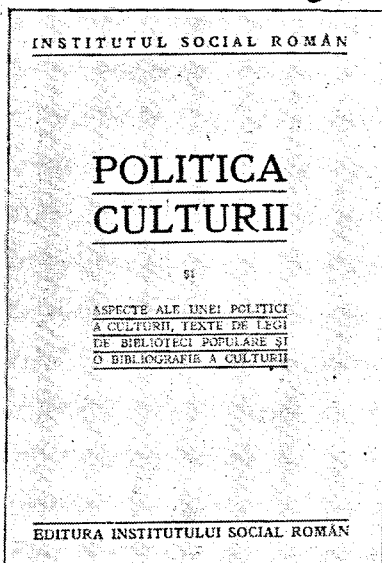 INSTITUTUL SOCIAL ROMÂN
POLITICA
CULTURII
ȘI
ASPECTE ALE UNEI POLITICI
A CULTURII, TEXTE DE LEGI
DE BIBLIOTECI POPULARE ȘI
O BIBLIOGRAFIE A CULTURII
EDITURA INSTITUTULUI SOCIAL ROMÂN